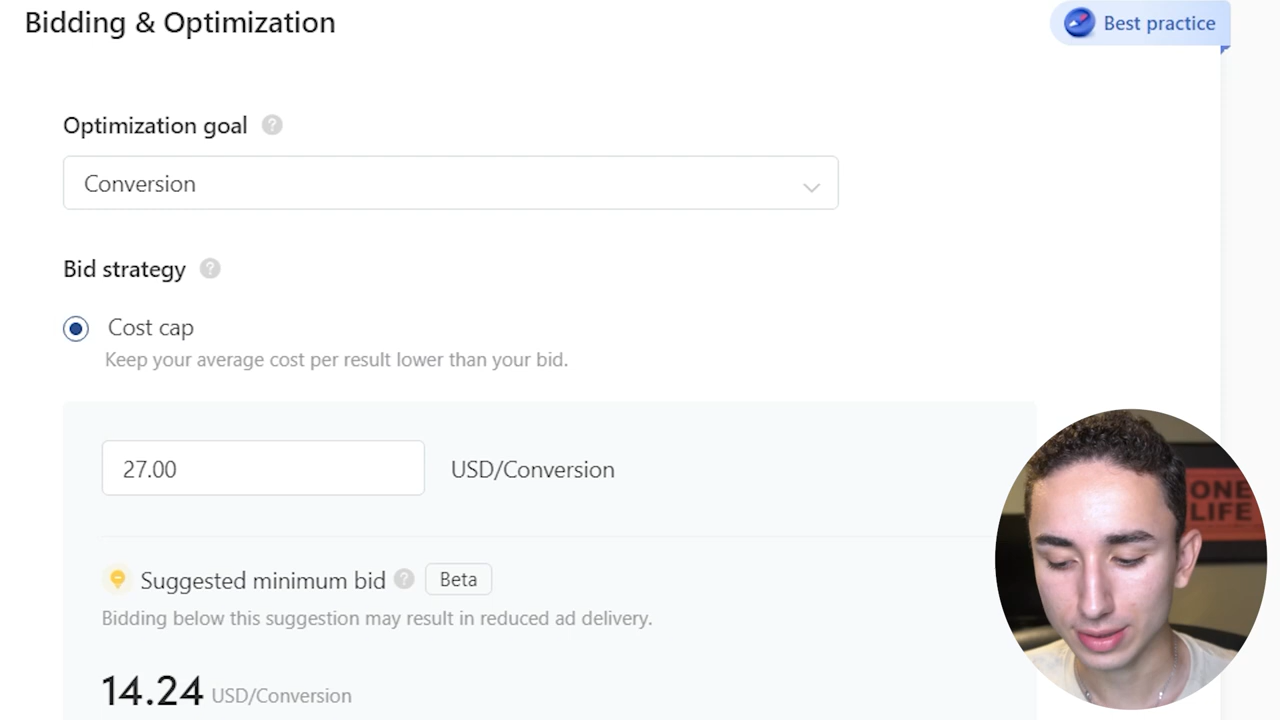 Bidding & Optimization
Best practice
Optimization goal ?
Conversion
Bid strategy ?
Cost cap
Keep your average cost per result lower than your bid.
27.00 USD/Conversion
Suggested minimum bid ? Beta
Bidding below this suggestion may result in reduced ad delivery.
14.24 USD/Conversion
ONE
LIFE